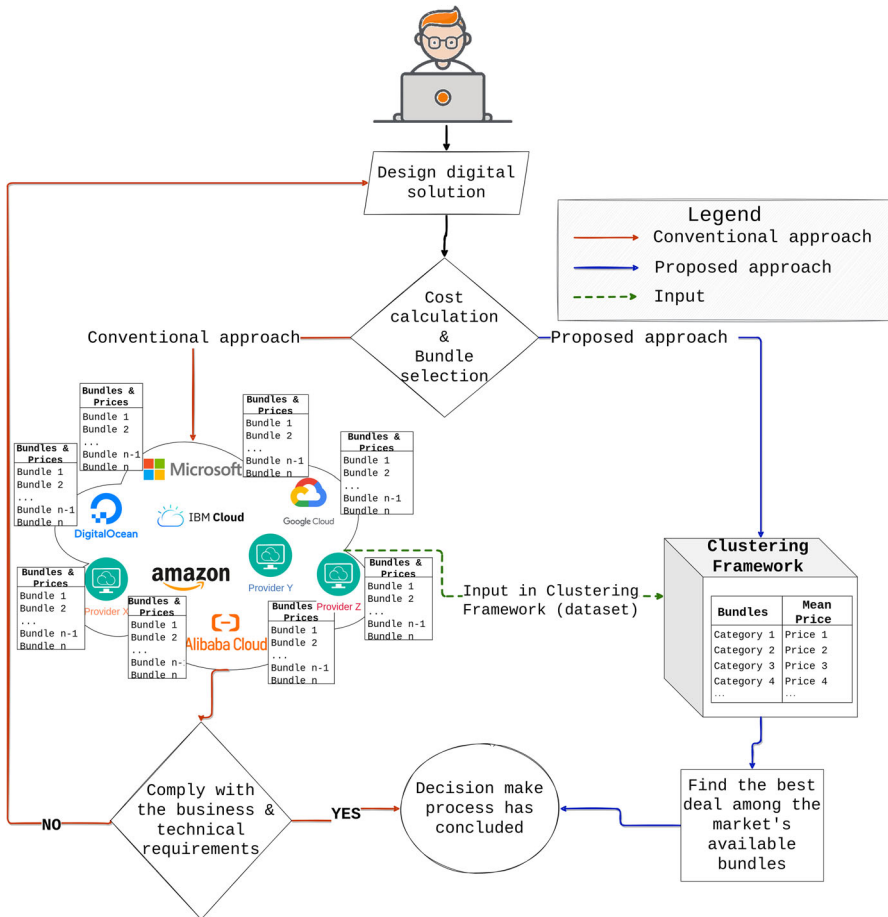 Design digital
solution
Legend
Conventional approach
Proposed approach
Input
Cost
calculation
&
Bundle
selection
Conventional approach
Proposed approach
Bundles &
Prices
Bundle 1
Bundle 2
...
Bundle n-1
Bundle n
Bundles &
Prices
Bundle 1
Bundle 2
...
Bundle n-1
Bundle n
Bundles &
Prices
Bundle 1
Bundle 2
...
Bundle n-1
Bundle n
Bundles &
Prices
Bundle 1
Bundle 2
...
Bundle n-1
Bundle n
Microsoft
DigitalOcean
IBM Cloud
Google Cloud
amazon
Provider Y
Provider X
Provider Z
Alibaba Cloud
Bundles &
Prices
Bundle 1
Bundle 2
...
Bundle n-1
Bundle n
Bundles &
Prices
Bundle 1
Bundle 2
...
Bundle n-1
Bundle n
Bundles &
Prices
Bundle 1
Bundle 2
...
Bundle n-1
Bundle n
Bundles &
Prices
Bundle 1
Bundle 2
...
Bundle n-1
Bundle n
Input in Clustering
Framework (dataset)
Clustering
Framework
Bundles Mean
Price
Category 1 Price 1
Category 2 Price 2
Category 3 Price 3
Category 4 Price 4
... ...
Comply with
the business &
technical
requirements
NO
YES
Decision make
process has
concluded
Find the best
deal among the
market's
available
bundles